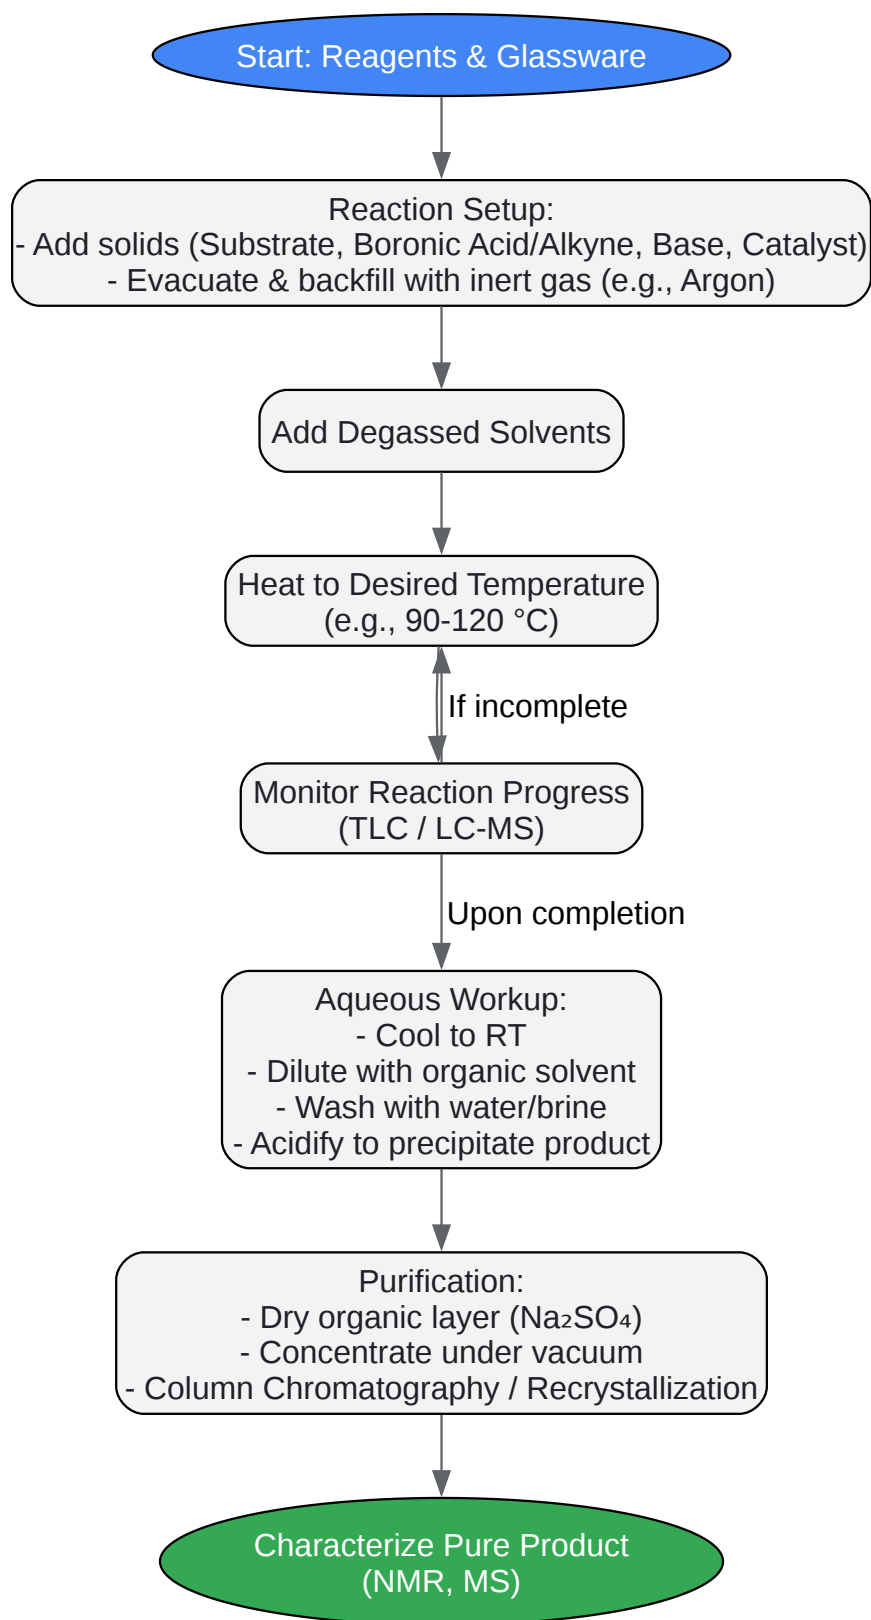 Start: Reagents & Glassware
Reaction Setup:
- Add solids (Substrate, Boronic Acid/Alkyne, Base, Catalyst)
- Evacuate & backfill with inert gas (e.g., Argon)
Add Degassed Solvents
Heat to Desired Temperature
(e.g., 90-120 °C)
If incomplete
Monitor Reaction Progress
(TLC / LC-MS)
Upon completion
Aqueous Workup:
- Cool to RT
- Dilute with organic solvent
- Wash with water/brine
- Acidify to precipitate product
Purification:
- Dry organic layer (Na₂SO₄)
- Concentrate under vacuum
- Column Chromatography / Recrystallization
Characterize Pure Product
(NMR, MS)